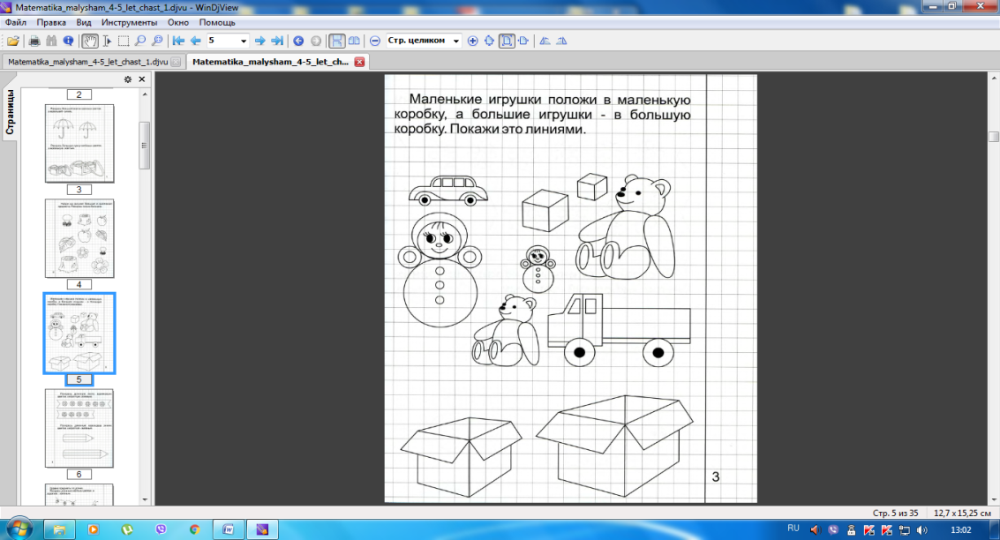 Matematika_malysham_4-5_let_chast_1.djvu - WinDjView
Файл Правка Вид Инструменты Окно Помощь
5 Стр. целиком
Matematika_malysham_4-5_let_chast_1.djvu Matematika_malysham_4-5_let_ch...
Страницы
2
3
4
5
6
Маленькие игрушки положи в маленькую
коробку, а большие игрушки - в большую
коробку. Покажи это линиями.
3
Стр. 5 из 35 12,7 x 15,25 см
RU 13:02